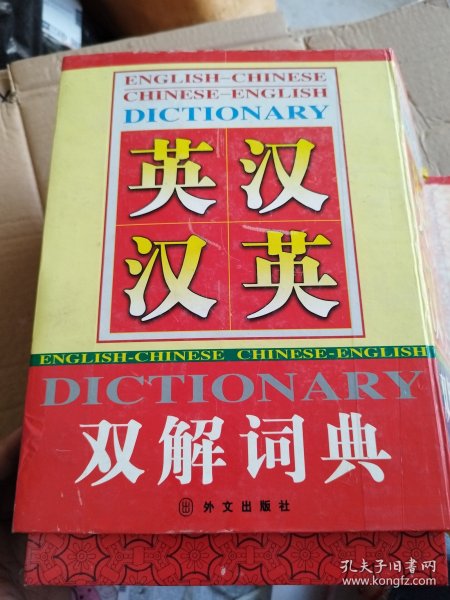 ENGLISH-CHINESE
CHINESE-ENGLISH
DICTIONARY
英汉
汉英
ENGLISH-CHINESE CHINESE-ENGLISH
DICTIONARY
双解词典
外文出版社
孔夫子旧书网
www.kongfz.com